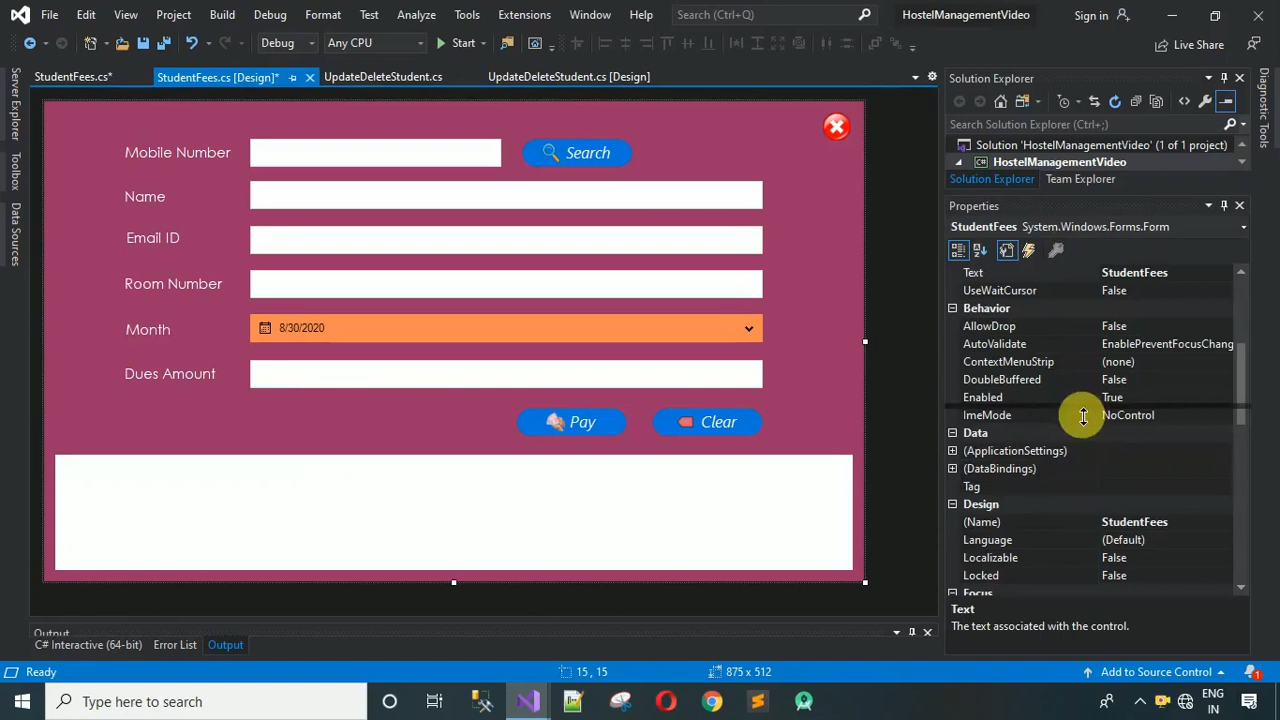 File Edit View Project Build Debug Format Test Analyze Tools Extensions Window Help Search (Ctrl+Q) HostelManagementVideo Sign in
Debug Any CPU Start Live Share
StudentFees.cs* StudentFees.cs [Design]* UpdateDeleteStudent.cs UpdateDeleteStudent.cs [Design]
Server Explorer
Toolbox
Data Sources
Mobile Number Search
Name
Email ID
Room Number
Month 8/30/2020
Dues Amount
Pay Clear
Output
C# Interactive (64-bit) Error List Output
Solution Explorer
Search Solution Explorer (Ctrl+;)
Solution 'HostelManagementVideo' (1 of 1 project)
C# HostelManagementVideo
Solution Explorer Team Explorer
Properties
StudentFees System.Windows.Forms.Form
Text StudentFees
UseWaitCursor False
Behavior
AllowDrop False
AutoValidate EnablePreventFocusChang
ContextMenuStrip (none)
DoubleBuffered False
Enabled True
ImeMode NoControl
Data
(ApplicationSettings)
(DataBindings)
Tag
Design
(Name) StudentFees
Language (Default)
Localizable False
Locked False
Focus
Text
The text associated with the control.
Diagnostic Tools
Ready 15 , 15 875 x 512 Add to Source Control 1
Type here to search ENG
IN